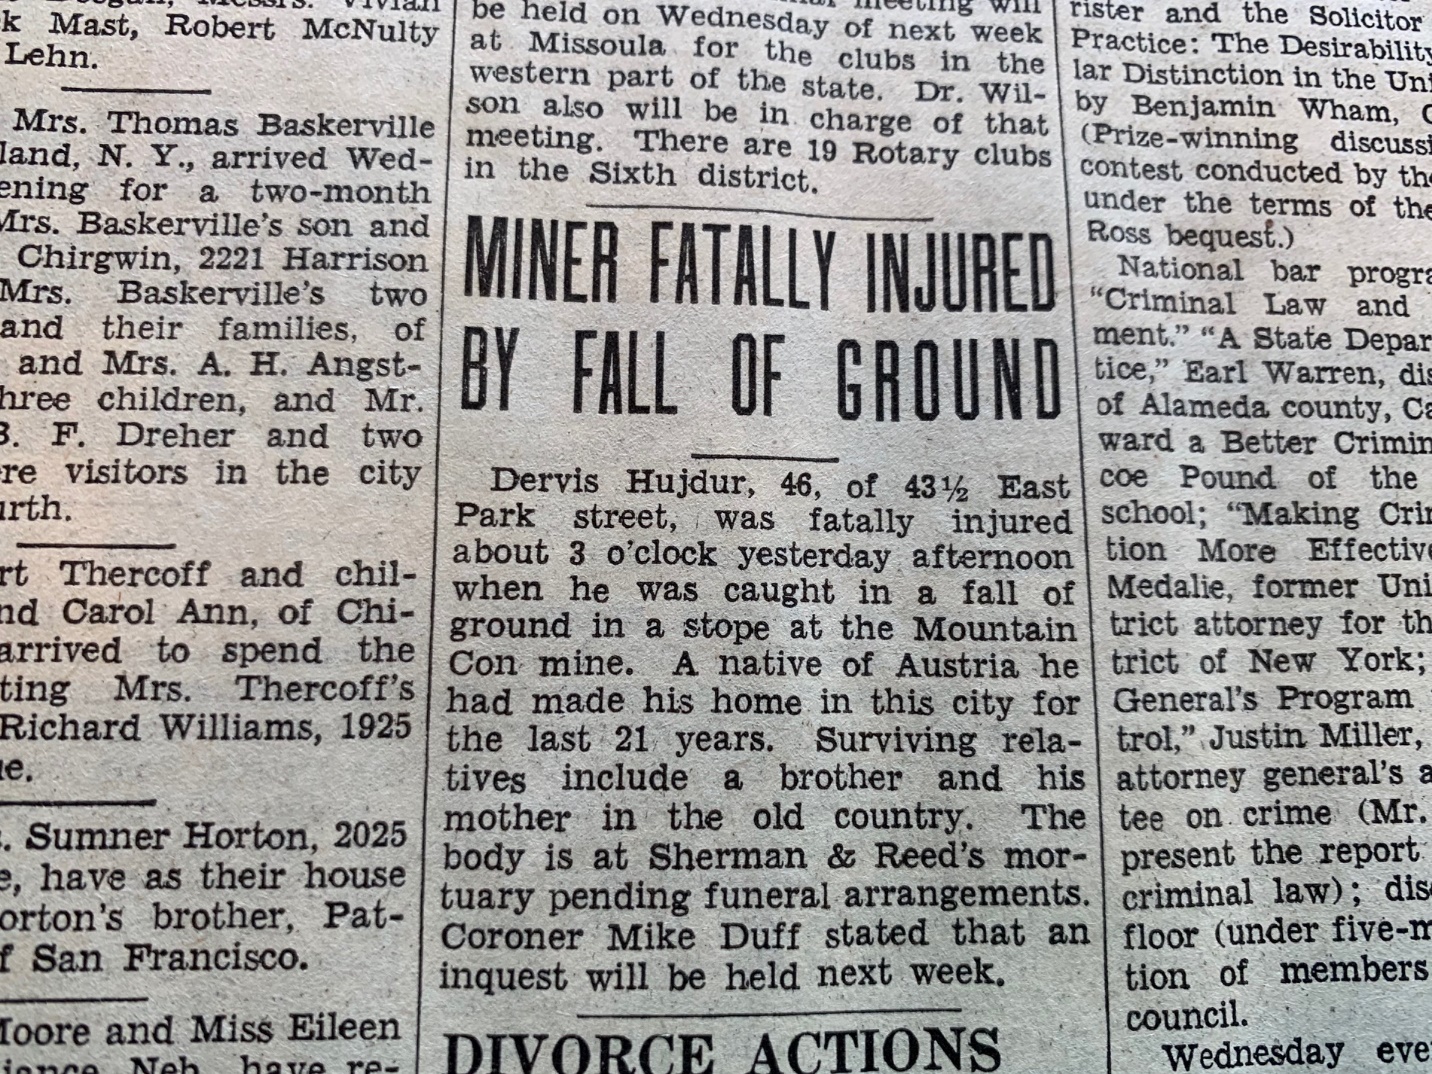 k Mast, Robert McNulty
Lehn.
Mrs. Thomas Baskerville
land, N. Y., arrived Wed-
ening for a two-month
Mrs. Baskerville's son and
Chirgwin, 2221 Harrison
Mrs. Baskerville's two
and their families, of
and Mrs. A. H. Angst-
hree children, and Mr.
B. F. Dreher and two
re visitors in the city
urth.
rt Thercoff and chil-
nd Carol Ann, of Chi-
arrived to spend the
ting Mrs. Thercoff's
Richard Williams, 1925
ue.
s. Sumner Horton, 2025
e, have as their house
orton's brother, Pat-
f San Francisco.
Moore and Miss Eileen
liance, Neb., have re-
meeting will
be held on Wednesday of next week
at Missoula for the clubs in the
western part of the state. Dr. Wil-
son also will be in charge of that
meeting. There are 19 Rotary clubs
in the Sixth district.
MINER FATALLY INJURED
BY FALL OF GROUND
Dervis Hujdur, 46, of 43½ East
Park street, was fatally injured
about 3 o'clock yesterday afternoon
when he was caught in a fall of
ground in a stope at the Mountain
Con mine. A native of Austria he
had made his home in this city for
the last 21 years. Surviving rela-
tives include a brother and his
mother in the old country. The
body is at Sherman & Reed's mor-
tuary pending funeral arrangements.
Coroner Mike Duff stated that an
inquest will be held next week.
DIVORCE ACTIONS
rister and the Solicitor
Practice: The Desirability
lar Distinction in the Uni
by Benjamin Wham, C
(Prize-winning discussi
contest conducted by the
under the terms of the
Ross bequest.)
National bar progra
"Criminal Law and
ment." "A State Depar
tice," Earl Warren, dis
of Alameda county, Ca
ward a Better Crimin
coe Pound of the
school; "Making Crim
tion More Effective
Medalie, former Uni
trict attorney for th
trict of New York;
General's Program
trol," Justin Miller,
attorney general's a
tee on crime (Mr.
present the report
criminal law); dis
floor (under five-m
tion of members
council.
Wednesday eve